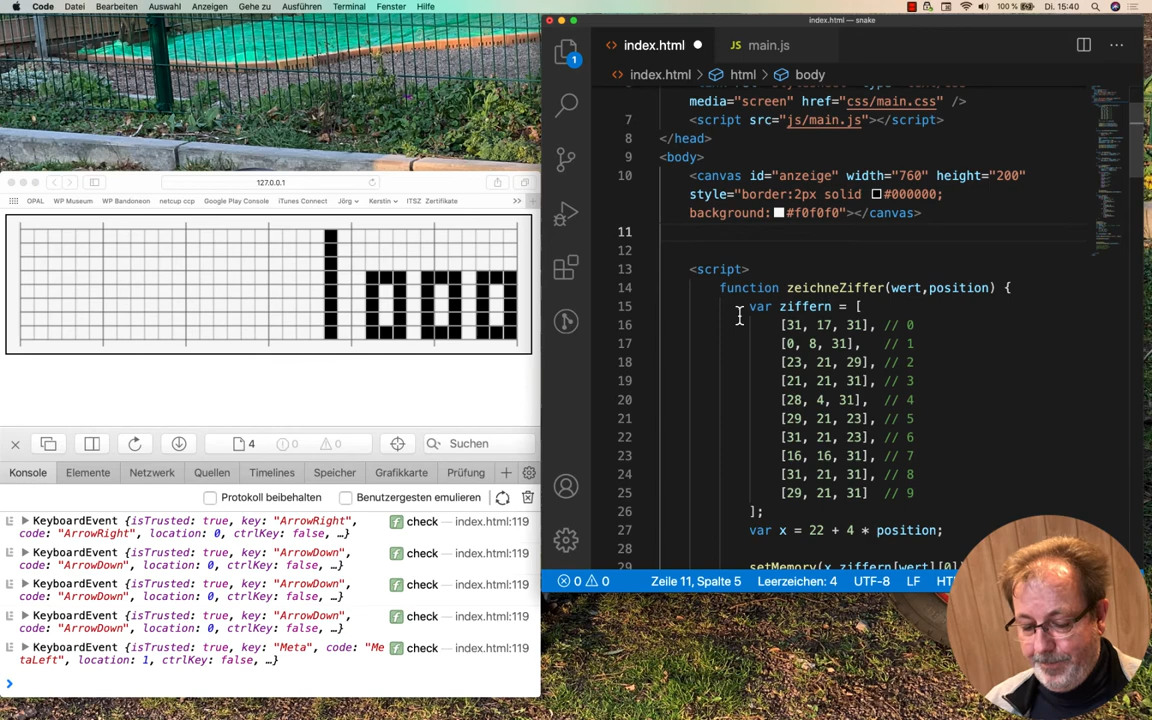 Code Datei Bearbeiten Auswahl Anzeigen Gehe zu Ausführen Terminal Fenster Hilfe 100 % Di. 15:40
index.html — snake
index.html
JS main.js
1
index.html html body
media="screen" href="css/main.css" />
7 <script src="js/main.js"></script>
8 </head>
9 <body>
10 <canvas id="anzeige" width="760" height="200"
style="border:2px solid #000000;
background: #f0f0f0"></canvas>
11
12
13 <script>
14 function zeichneZiffer(wert,position) {
15 var ziffern = [
16 [31, 17, 31], // 0
17 [0, 8, 31], // 1
18 [23, 21, 29], // 2
19 [21, 21, 31], // 3
20 [28, 4, 31], // 4
21 [29, 21, 23], // 5
22 [31, 21, 23], // 6
23 [16, 16, 31], // 7
24 [31, 21, 31], // 8
25 [29, 21, 31] // 9
26 ];
27 var x = 22 + 4 * position;
28
29 setMemory(x,ziffern[wert][0])
0 0 Zeile 11, Spalte 5 Leerzeichen: 4 UTF-8 LF
127.0.0.1
OPAL WP Museum WP Bandoneon netcup ccp Google Play Console iTunes Connect Jörg Kerstin ITSZ Zertifikate
4 0 0 Suchen
Konsole Elemente Netzwerk Quellen Timelines Speicher Grafikkarte Prüfung
Protokoll beibehalten Benutzergesten emulieren
KeyboardEvent {isTrusted: true, key: "ArrowRight", code: "ArrowRight", location: 0, ctrlKey: false, …} f check — index.html:119
KeyboardEvent {isTrusted: true, key: "ArrowDown", code: "ArrowDown", location: 0, ctrlKey: false, …} f check — index.html:119
KeyboardEvent {isTrusted: true, key: "ArrowDown", code: "ArrowDown", location: 0, ctrlKey: false, …} f check — index.html:119
KeyboardEvent {isTrusted: true, key: "ArrowDown", code: "ArrowDown", location: 0, ctrlKey: false, …} f check — index.html:119
KeyboardEvent {isTrusted: true, key: "Meta", code: "MetaLeft", location: 1, ctrlKey: false, …} f check — index.html:119